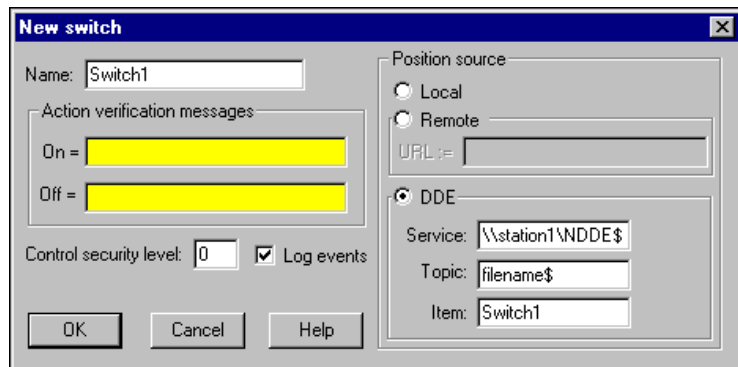 New switch
Name: Switch1
Action verification messages
On =
Off =
Control security level: 0
Log events
OK
Cancel
Help
Position source
Local
Remote
URL :=
DDE
Service: \\station1\NDDE$
Topic: filename$
Item: Switch1